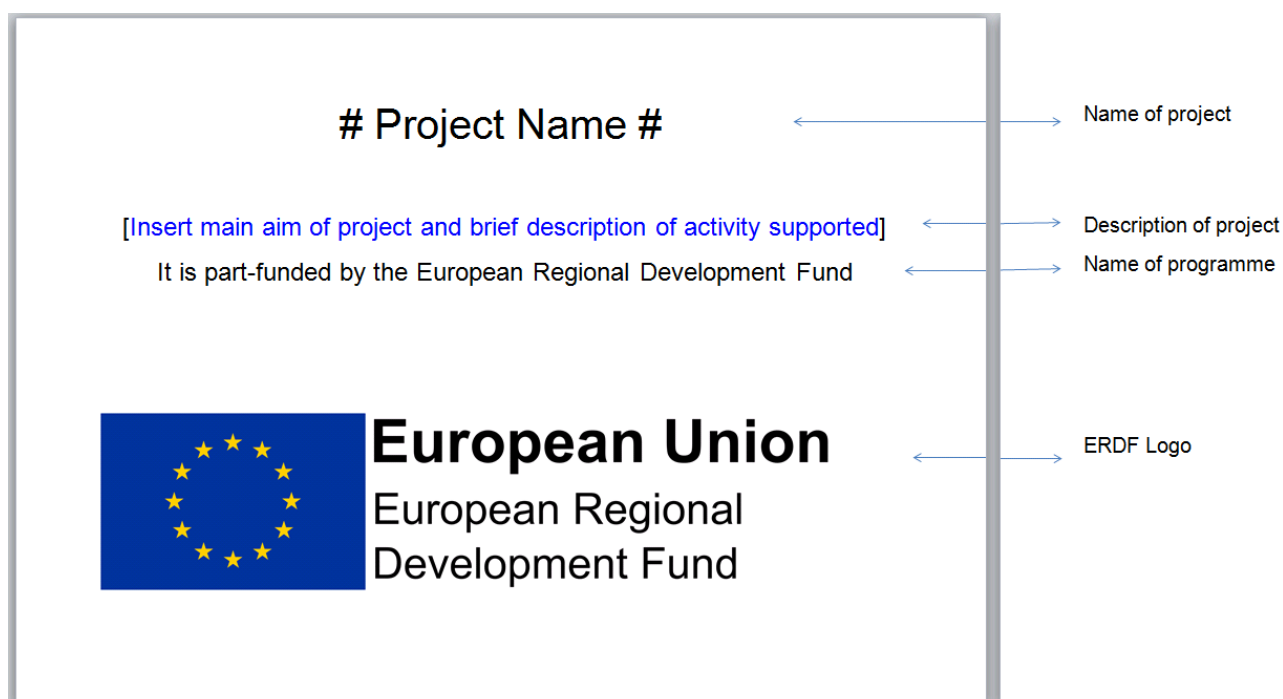 # Project Name #
Name of project
[Insert main aim of project and brief description of activity supported]
Description of project
It is part-funded by the European Regional Development Fund
Name of programme
European Union
European Regional
Development Fund
ERDF Logo